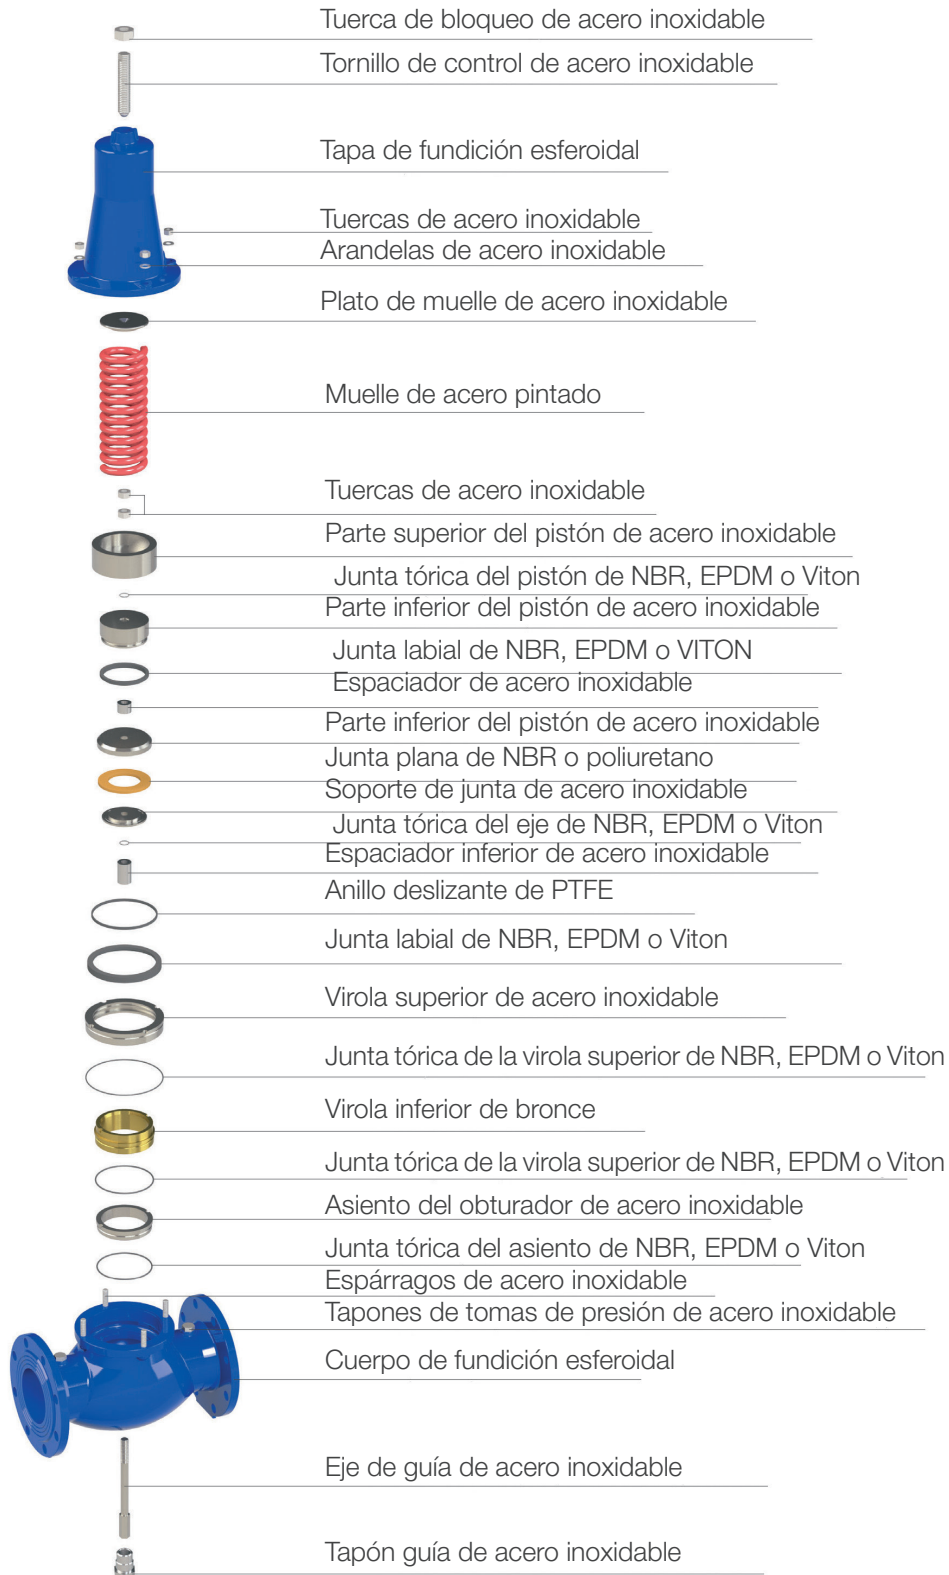 Tuerca de bloqueo de acero inoxidable
Tornillo de control de acero inoxidable
Tapa de fundición esferoidal
Tuercas de acero inoxidable
Arandelas de acero inoxidable
Plato de muelle de acero inoxidable
Muelle de acero pintado
Tuercas de acero inoxidable
Parte superior del pistón de acero inoxidable
Junta tórica del pistón de NBR, EPDM o Viton
Parte inferior del pistón de acero inoxidable
Junta labial de NBR, EPDM o VITON
Espaciador de acero inoxidable
Parte inferior del pistón de acero inoxidable
Junta plana de NBR o poliuretano
Soporte de junta de acero inoxidable
Junta tórica del eje de NBR, EPDM o Viton
Espaciador inferior de acero inoxidable
Anillo deslizante de PTFE
Junta labial de NBR, EPDM o Viton
Virola superior de acero inoxidable
Junta tórica de la virola superior de NBR, EPDM o Viton
Virola inferior de bronce
Junta tórica de la virola superior de NBR, EPDM o Viton
Asiento del obturador de acero inoxidable
Junta tórica del asiento de NBR, EPDM o Viton
Espárragos de acero inoxidable
Tapones de tomas de presión de acero inoxidable
Cuerpo de fundición esferoidal
Eje de guía de acero inoxidable
Tapón guía de acero inoxidable